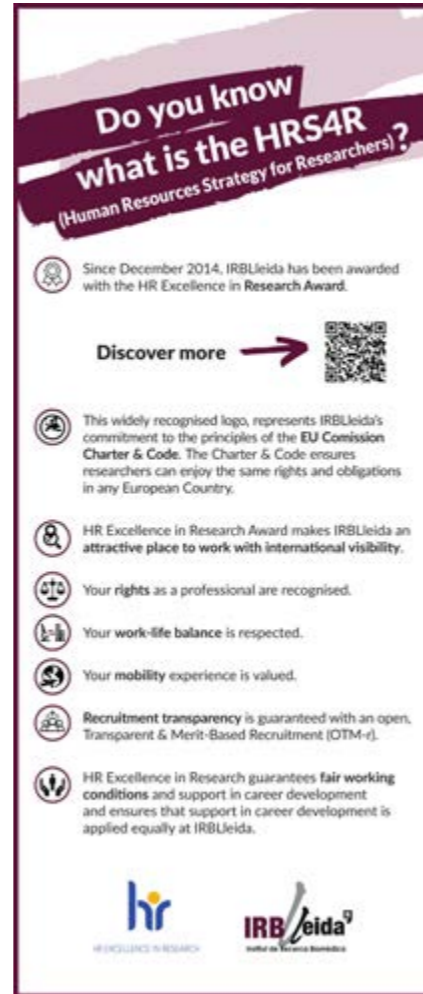 Do you know
what is the HRS4R
(Human Resources Strategy for Researchers)?
Since December 2014, IRBLleida has been awarded
with the HR Excellence in Research Award.
Discover more
This widely recognised logo, represents IRBLleida's
commitment to the principles of the EU Comission
Charter & Code. The Charter & Code ensures
researchers can enjoy the same rights and obligations
in any European Country.
HR Excellence in Research Award makes IRBLleida an
attractive place to work with international visibility.
Your rights as a professional are recognised.
Your work-life balance is respected.
Your mobility experience is valued.
Recruitment transparency is guaranteed with an open,
Transparent & Merit-Based Recruitment (OTM-r).
HR Excellence in Research guarantees fair working
conditions and support in career development
and ensures that support in career development is
applied equally at IRBLleida.
hr
HR EXCELLENCE IN RESEARCH
IRBLleida
Institut de Recerca Biomèdica